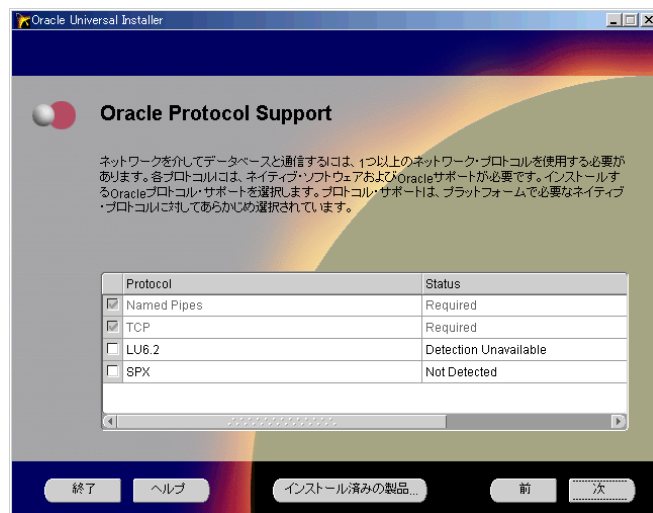 Oracle Universal Installer
Oracle Protocol Support
ネットワークを介してデータベースと通信するには、1つ以上のネットワーク・プロトコルを使用する必要が
あります。各プロトコルには、ネイティブ・ソフトウェアおよびOracleサポートが必要です。インストールす
るOracleプロトコル・サポートを選択します。プロトコル・サポートは、プラットフォームで必要なネイティブ
・プロトコルに対してあらかじめ選択されています。
Protocol Status
Named Pipes Required
TCP Required
LU6.2 Detection Unavailable
SPX Not Detected
終了 ヘルプ インストール済みの製品... 前 次